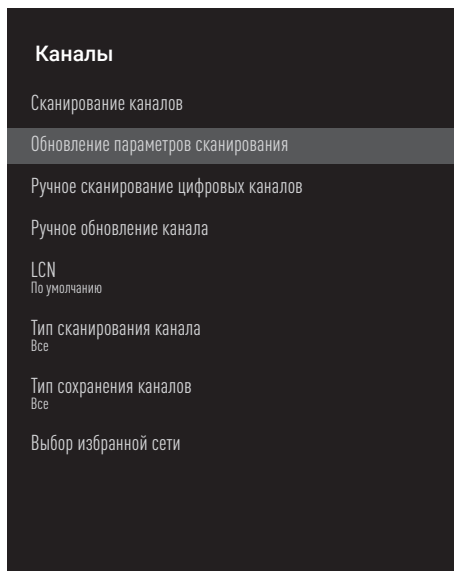 Каналы
Сканирование каналов
Обновление параметров сканирования
Ручное сканирование цифровых каналов
Ручное обновление канала
LCN
По умолчанию
Тип сканирования канала
Все
Тип сохранения каналов
Все
Выбор избранной сети